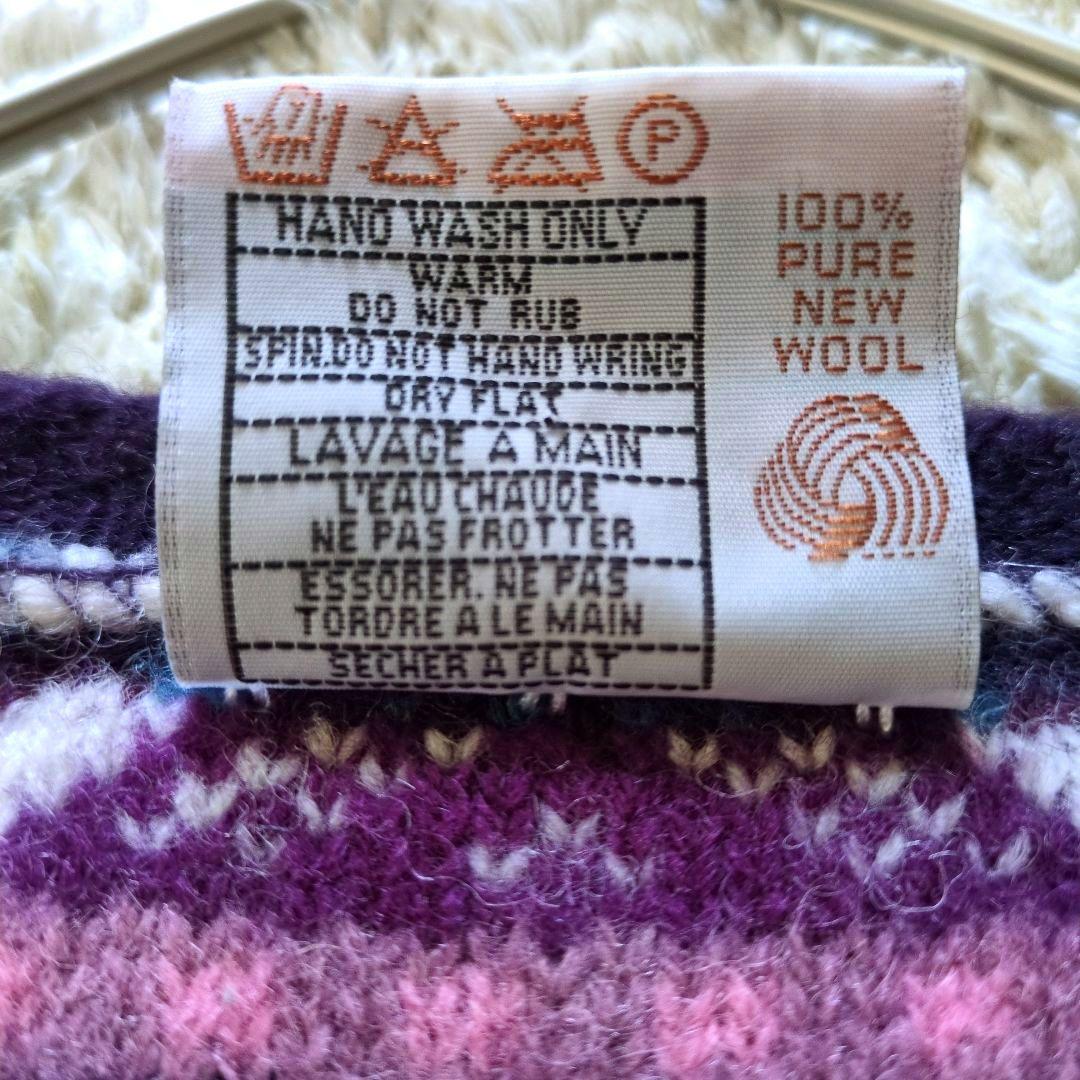 P
HAND WASH ONLY
WARM
DO NOT RUB
SPIN.DO NOT HAND WRING
DRY FLAT
LAVAGE A MAIN
L'EAU CHAUDE
NE PAS FROTTER
ESSORER. NE PAS
TORDRE A LE MAIN
SECHER A PLAT
100%
PURE
NEW
WOOL